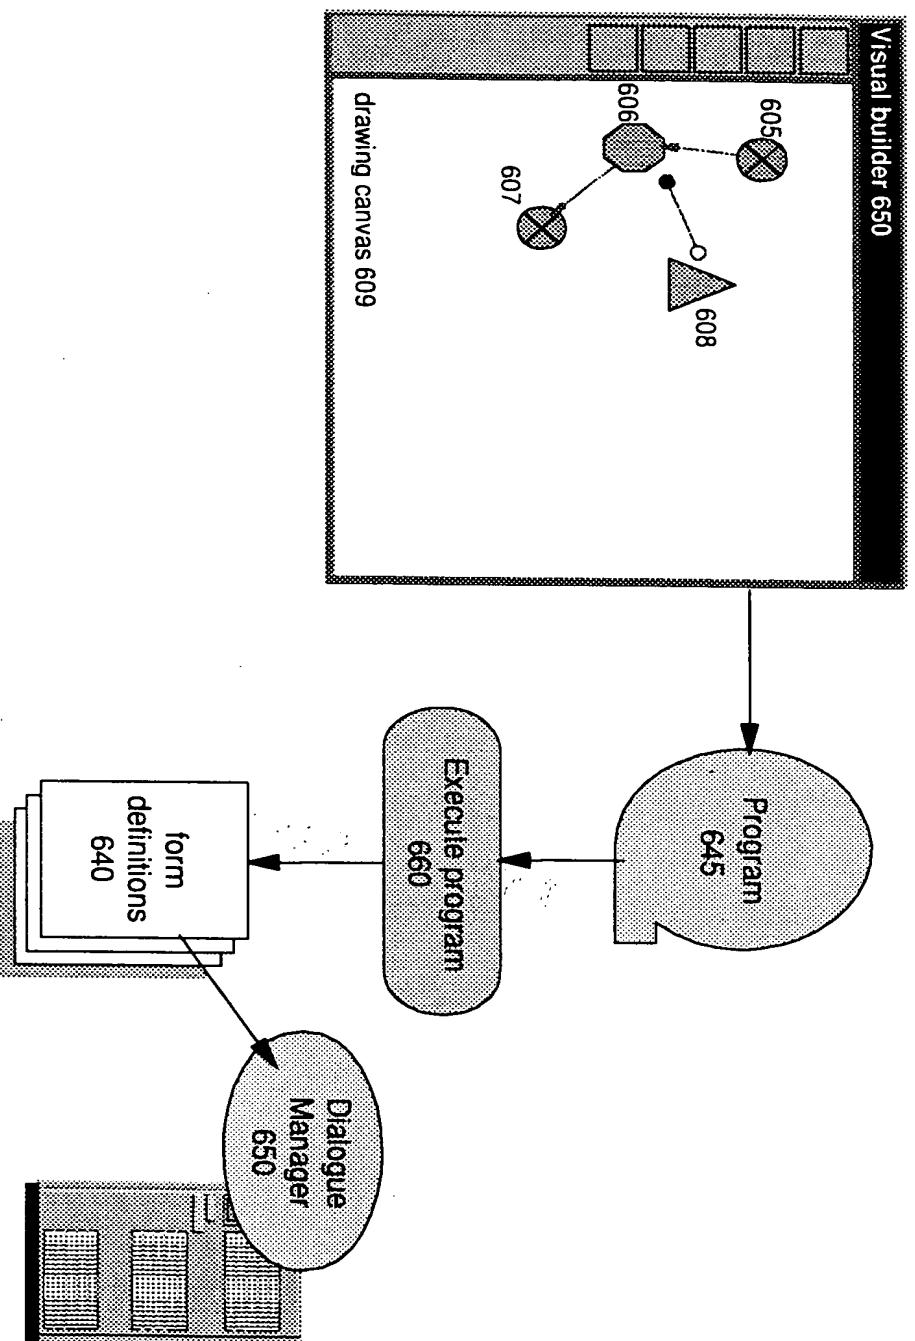 Visual builder 650
605
606
607
608
drawing canvas 609
Program
645
Execute program
660
form
definitions
640
Dialogue
Manager
650